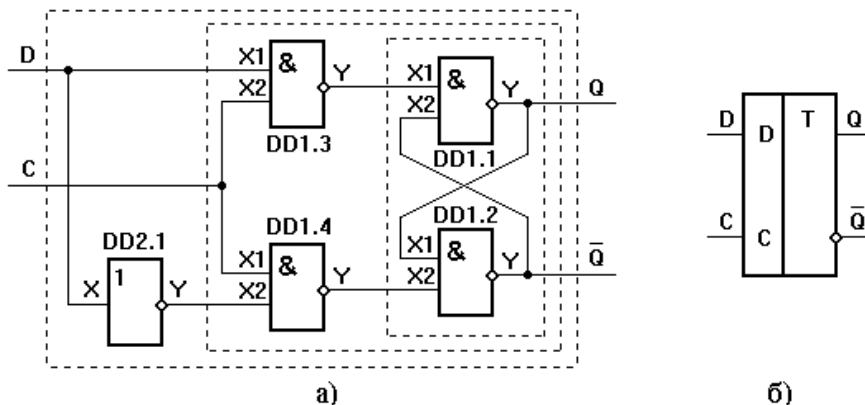 D
X1
&
Y
X2
X1
&
Y
Q
X2
DD1.3
DD1.1
C
DD1.4
DD1.2
DD2.1
X1
&
Y
X2
X1
&
Y
Q̅
X2
X
1
Y
а)
D
D
T
Q
C
C
Q̅
б)